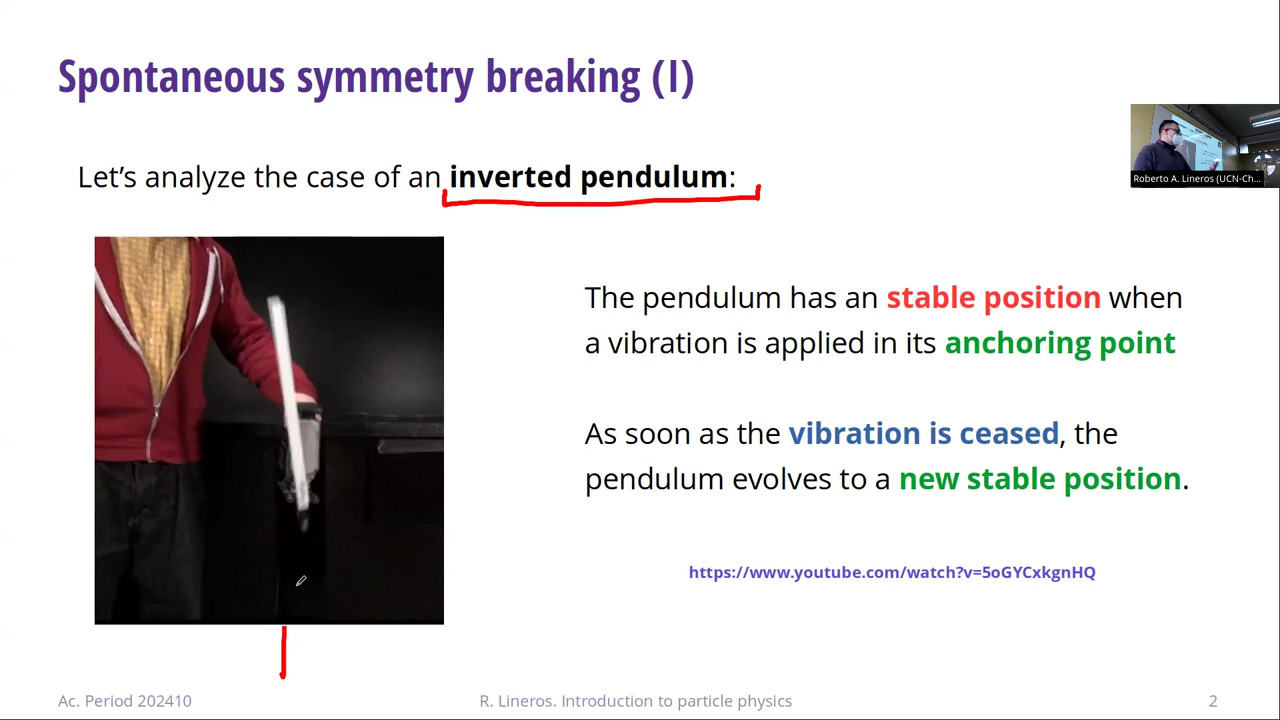 Spontaneous symmetry breaking (I)
Let's analyze the case of an inverted pendulum:
Roberto A. Lineros (UCN-Ch...
The pendulum has an stable position when
a vibration is applied in its anchoring point
As soon as the vibration is ceased, the
pendulum evolves to a new stable position.
https://www.youtube.com/watch?v=5oGYCxkgnHQ
Ac. Period 202410
R. Lineros. Introduction to particle physics
2